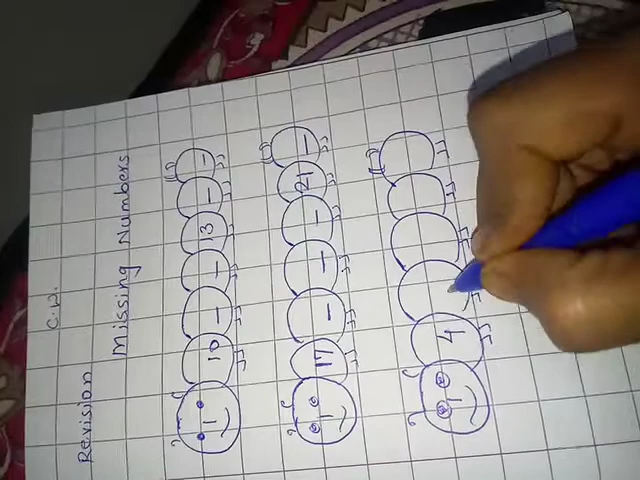 C.W.
Revision
Missing Numbers
10 _ _ 13 _ _
17 _ _ _ 21 _
4